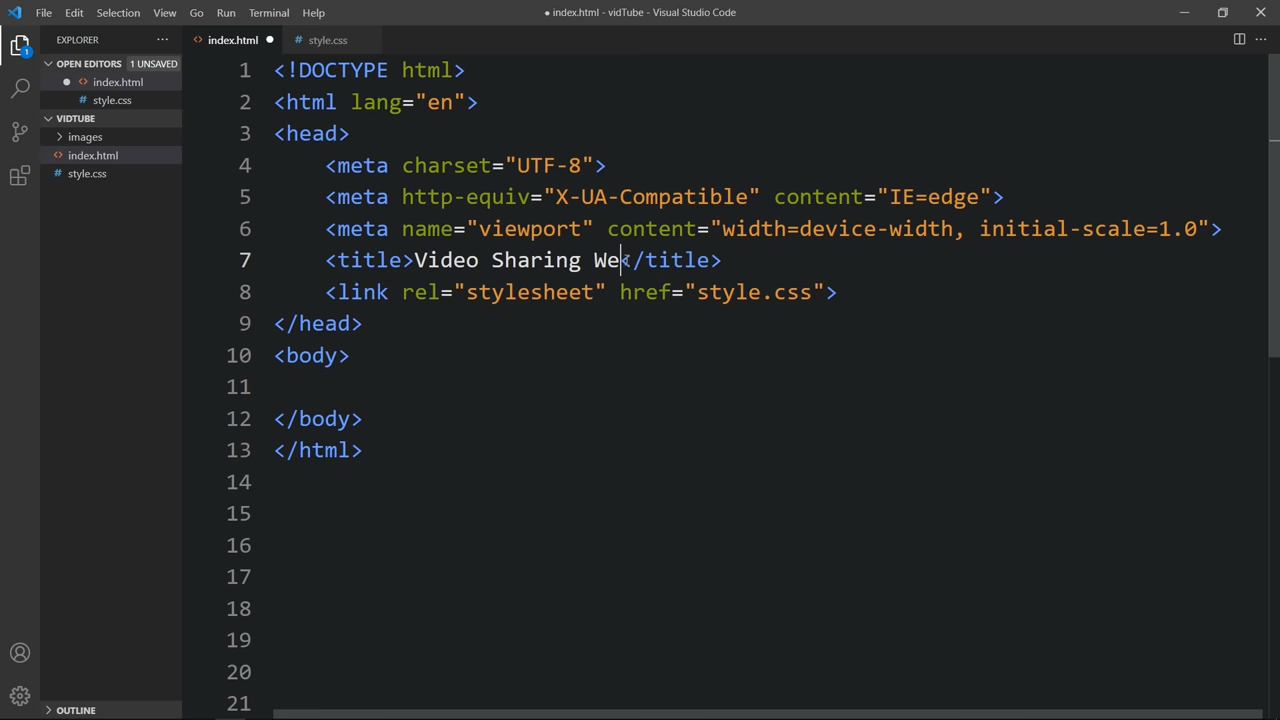 File Edit Selection View Go Run Terminal Help
● index.html - vidTube - Visual Studio Code
EXPLORER
1
OPEN EDITORS 1 UNSAVED
index.html
style.css
VIDTUBE
images
index.html
style.css
OUTLINE
index.html
style.css
1 <!DOCTYPE html>
2 <html lang="en">
3 <head>
4 <meta charset="UTF-8">
5 <meta http-equiv="X-UA-Compatible" content="IE=edge">
6 <meta name="viewport" content="width=device-width, initial-scale=1.0">
7 <title>Video Sharing We</title>
8 <link rel="stylesheet" href="style.css">
9 </head>
10 <body>
11
12 </body>
13 </html>
14
15
16
17
18
19
20
21